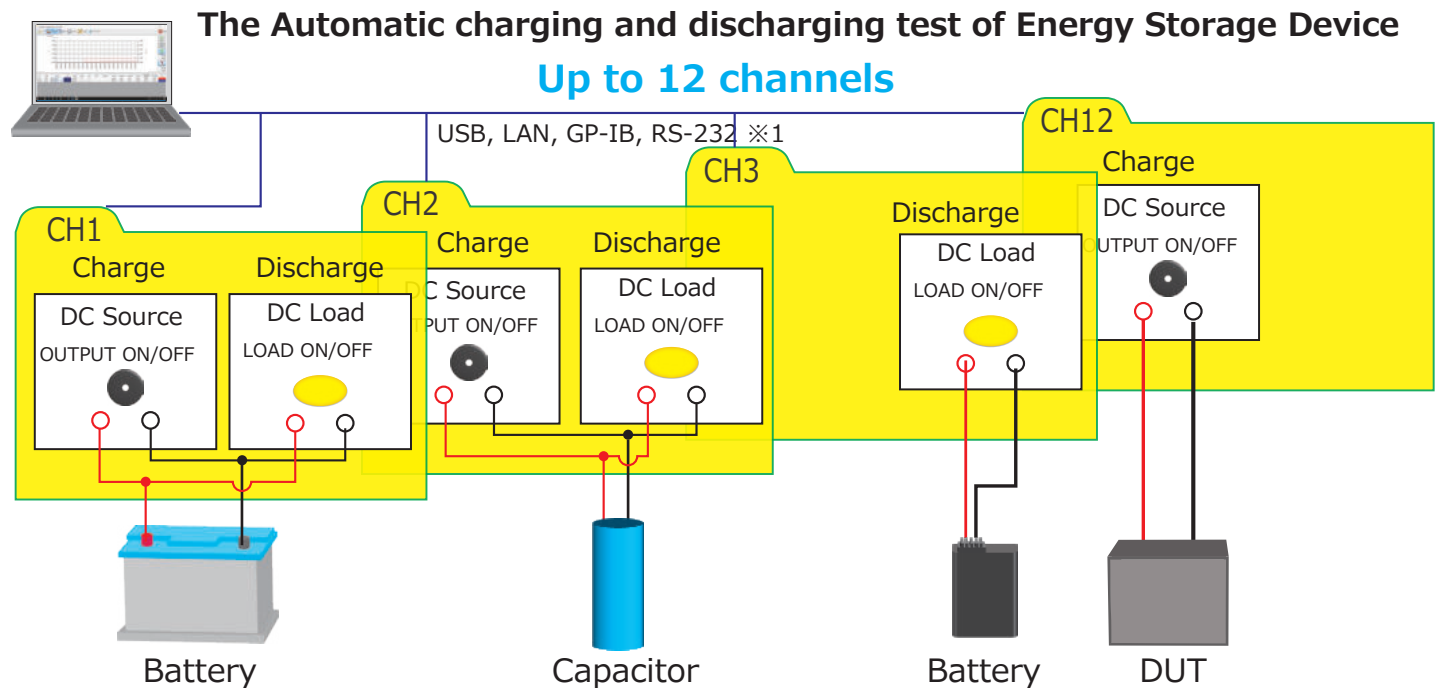 The Automatic charging and discharging test of Energy Storage Device
Up to 12 channels
USB, LAN, GP-IB, RS-232 ※1
CH1
Charge
DC Source
OUTPUT ON/OFF
Discharge
DC Load
LOAD ON/OFF
CH2
Charge
DC Source
TPUT ON/OFF
Discharge
DC Load
LOAD ON/OFF
CH3
Discharge
DC Load
LOAD ON/OFF
CH12
Charge
DC Source
OUTPUT ON/OFF
Battery
Capacitor
Battery
DUT